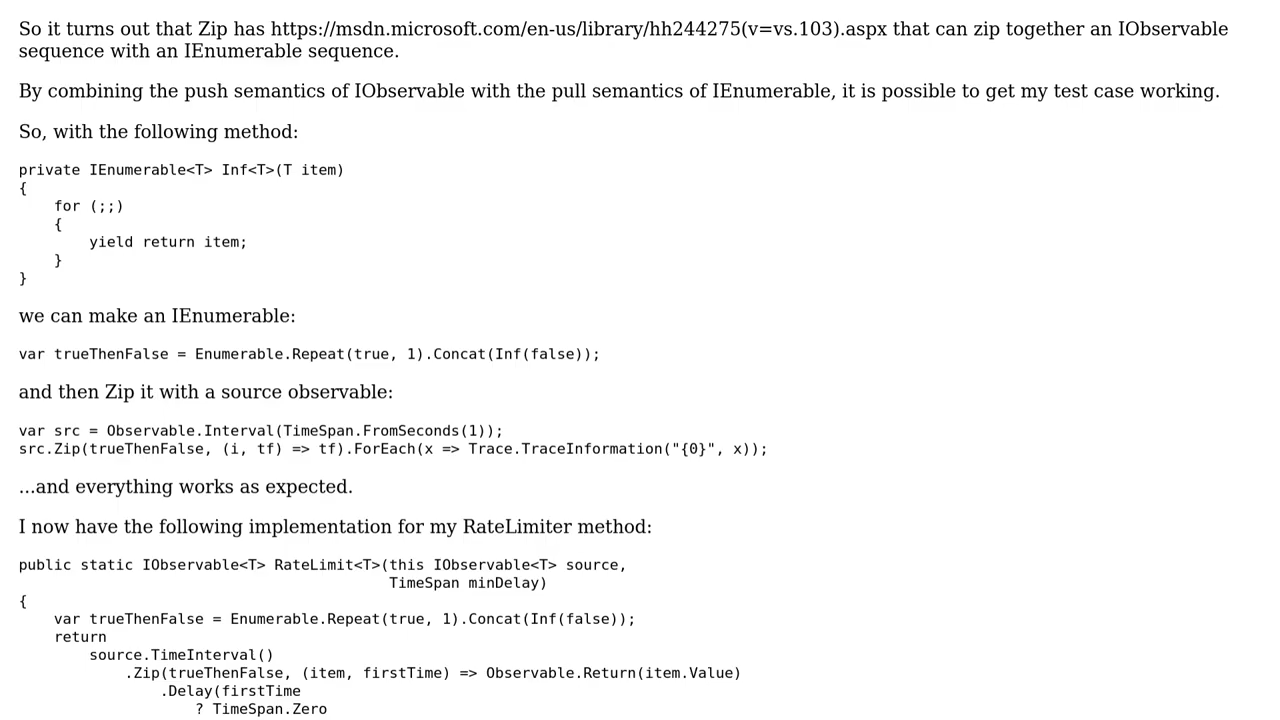 So it turns out that Zip has https://msdn.microsoft.com/en-us/library/hh244275(v=vs.103).aspx that can zip together an IObservable
sequence with an IEnumerable sequence.
By combining the push semantics of IObservable with the pull semantics of IEnumerable, it is possible to get my test case working.
So, with the following method:
private IEnumerable<T> Inf<T>(T item)
{
    for (;;)
    {
        yield return item;
    }
}
we can make an IEnumerable:
var trueThenFalse = Enumerable.Repeat(true, 1).Concat(Inf(false));
and then Zip it with a source observable:
var src = Observable.Interval(TimeSpan.FromSeconds(1));
src.Zip(trueThenFalse, (i, tf) => tf).ForEach(x => Trace.TraceInformation("{0}", x));
...and everything works as expected.
I now have the following implementation for my RateLimiter method:
public static IObservable<T> RateLimit<T>(this IObservable<T> source,
                                          TimeSpan minDelay)
{
    var trueThenFalse = Enumerable.Repeat(true, 1).Concat(Inf(false));
    return
        source.TimeInterval()
            .Zip(trueThenFalse, (item, firstTime) => Observable.Return(item.Value)
                .Delay(firstTime
                    ? TimeSpan.Zero